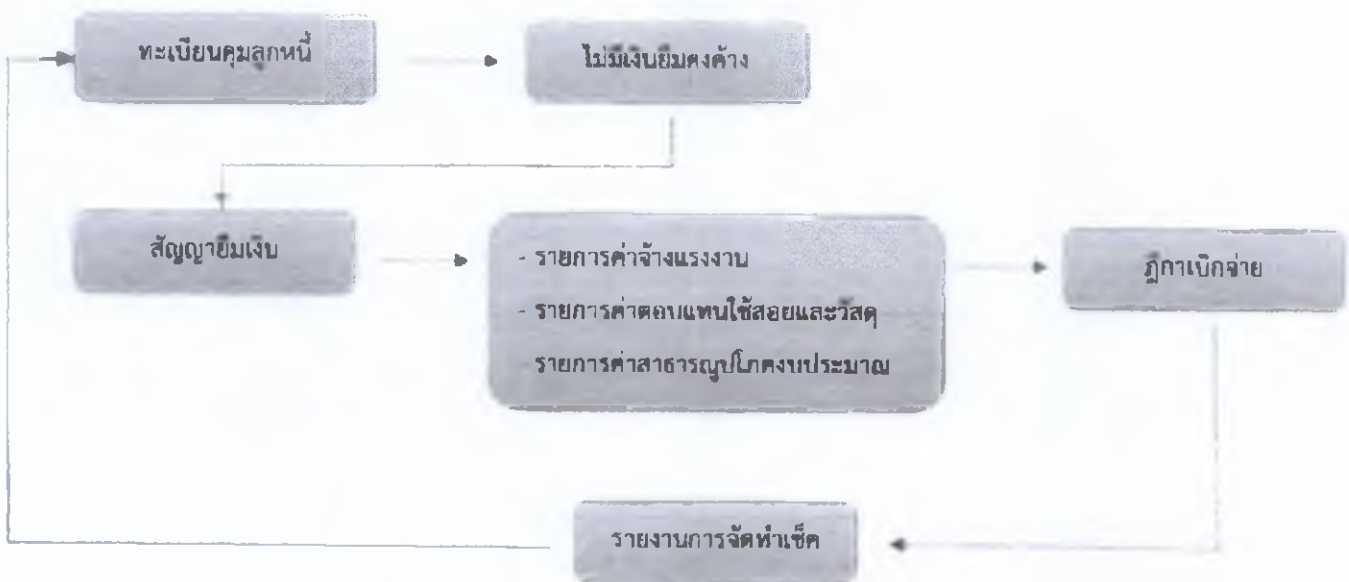 ทะเบียนคุมลูกหนี้
ไม่มีเงินยืมคงค้าง
สัญญายืมเงิน
- รายการค่าจ้างแรงงาน
- รายการค่าตอบแทนใช้สอยและวัสดุ
- รายการค่าสาธารณูปโภคงบประมาณ
ฎีกาเบิกจ่าย
รายงานการจัดทำเช็ค